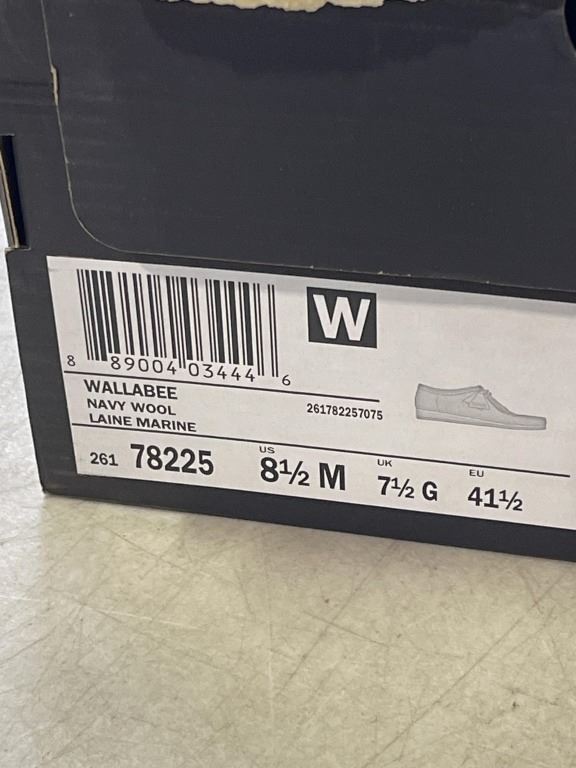 W
8 89004 03444 6
WALLABEE
NAVY WOOL
LAINE MARINE
261782257075
261 78225
US 8½ M
UK 7½ G
EU 41½